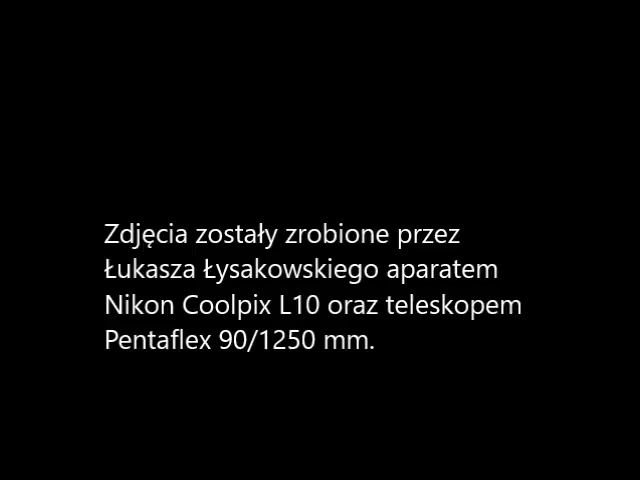 Zdjęcia zostały zrobione przez
Łukasza Łysakowskiego aparatem
Nikon Coolpix L10 oraz teleskopem
Pentaflex 90/1250 mm.